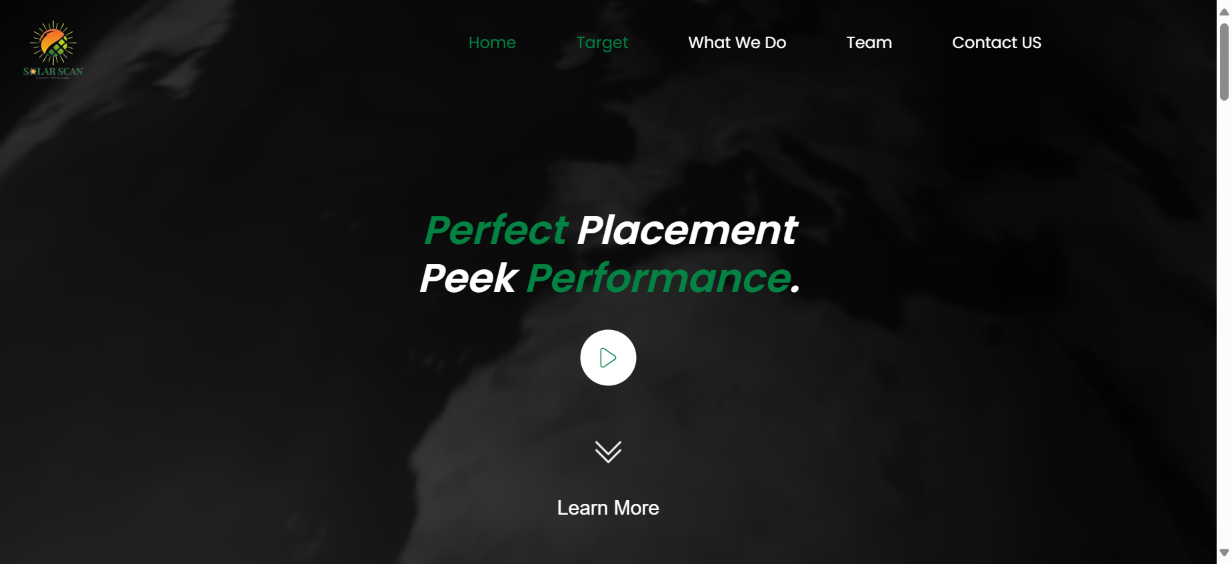 Home Target What We Do Team Contact US
SOLAR SCAN
Perfect Placement
Peek Performance.
Learn More